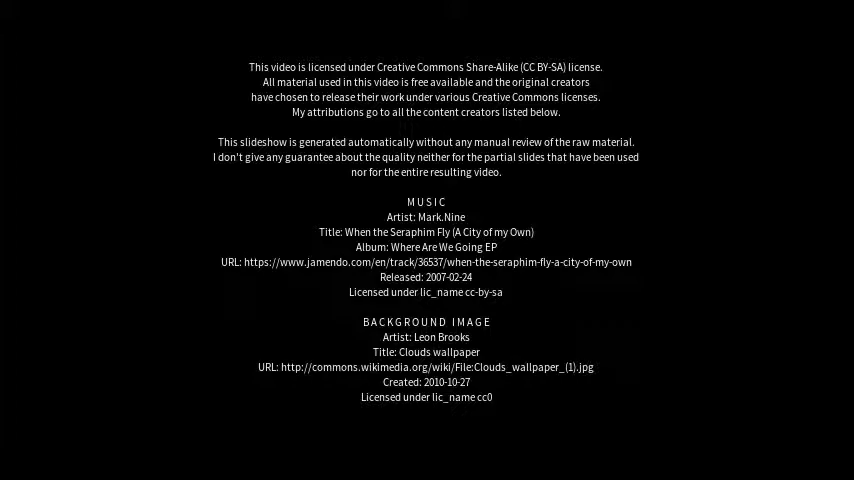 This video is licensed under Creative Commons Share-Alike (CC BY-SA) license.
All material used in this video is free available and the original creators
have chosen to release their work under various Creative Commons licenses.
My attributions go to all the content creators listed below.
This slideshow is generated automatically without any manual review of the raw material.
I don't give any guarantee about the quality neither for the partial slides that have been used
nor for the entire resulting video.
M U S I C
Artist: Mark.Nine
Title: When the Seraphim Fly (A City of my Own)
Album: Where Are We Going EP
URL: https://www.jamendo.com/en/track/36537/when-the-seraphim-fly-a-city-of-my-own
Released: 2007-02-24
Licensed under lic_name cc-by-sa
B A C K G R O U N D  I M A G E
Artist: Leon Brooks
Title: Clouds wallpaper
URL: http://commons.wikimedia.org/wiki/File:Clouds_wallpaper_(1).jpg
Created: 2010-10-27
Licensed under lic_name cc0